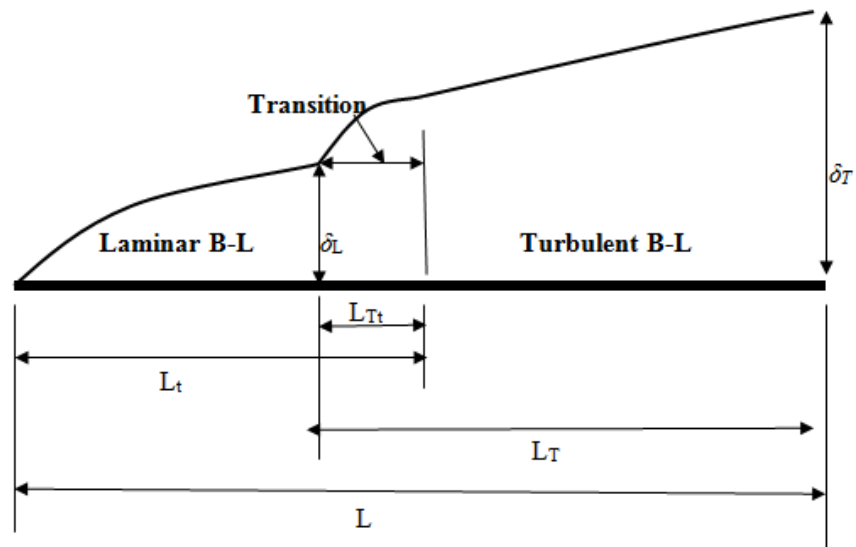 Transition
δT
Laminar B-L
δL
Turbulent B-L
LTt
Lt
LT
L